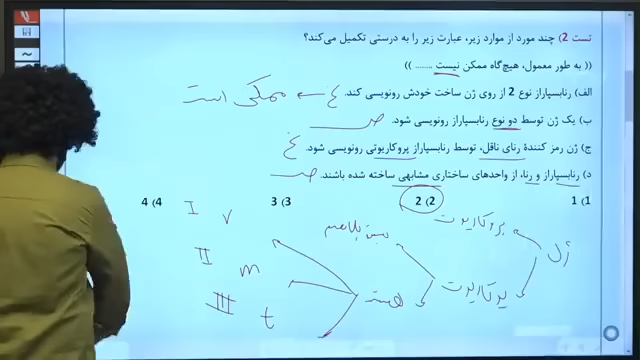 تست 2) چند مورد از موارد زیر، عبارت زیر را به درستی تکمیل می‌کند؟
(( به طور معمول، هیچ‌گاه ممکن نیست ........ ))
الف) رنابسپاراز نوع 2 از روی ژن ساخت خودش رونویسی کند. غ ← ممکن است
ب) یک ژن توسط دو نوع رنابسپاراز رونویسی شود. ص
ج) ژن رمز کنندهٔ رنای ناقل، توسط رنابسپاراز پروکاریوتی رونویسی شود. غ
د) رنابسپاراز و رنا، از واحدهای ساختاری مشابهی ساخته شده باشند. ص
1 (1 2 (2 3 (3 4 (4
ژن
پروکاریوت
یوکاریوت
هسته
I r
II m
III t